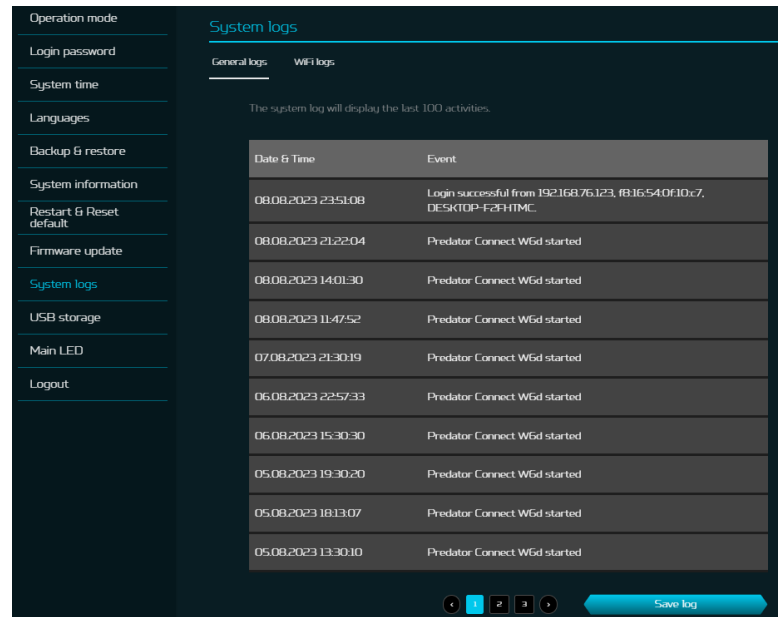 Operation mode
Login password
System time
Languages
Backup & restore
System information
Restart & Reset
default
Firmware update
System logs
USB storage
Main LED
Logout
System logs
General logs WiFi logs
The system log will display the last 100 activities.
Date & Time Event
08.08.2023 23:51:08 Login successful from 192.168.76.123, f8:16:54:0f:10:c7,
DESKTOP-F2FHTMC.
08.08.2023 21:22:04 Predator Connect W6d started
08.08.2023 14:01:30 Predator Connect W6d started
08.08.2023 11:47:52 Predator Connect W6d started
07.08.2023 21:30:19 Predator Connect W6d started
06.08.2023 22:57:33 Predator Connect W6d started
06.08.2023 15:30:30 Predator Connect W6d started
05.08.2023 19:30:20 Predator Connect W6d started
05.08.2023 18:13:07 Predator Connect W6d started
05.08.2023 13:30:10 Predator Connect W6d started
‹ 1 2 3 › Save log